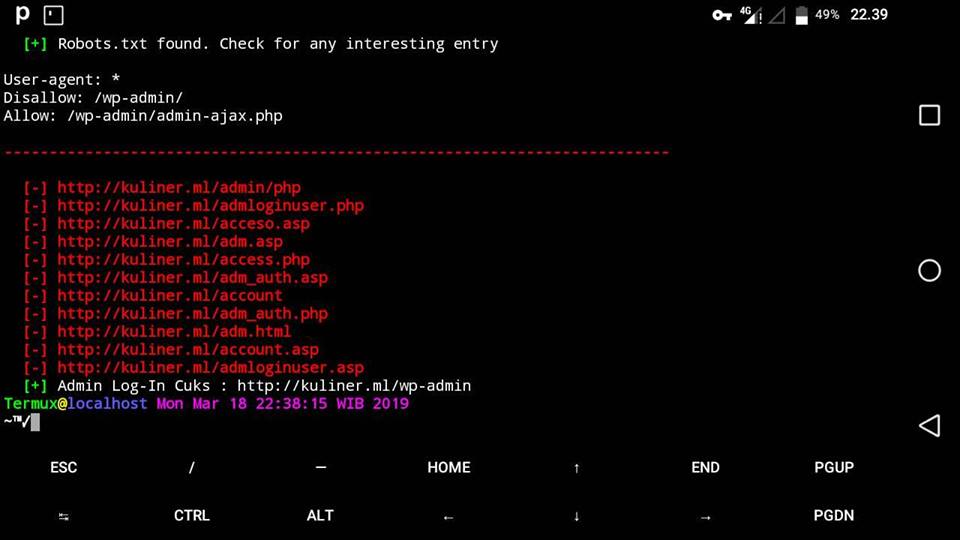 p
4G ! 49% 22.39
[+] Robots.txt found. Check for any interesting entry
User-agent: *
Disallow: /wp-admin/
Allow: /wp-admin/admin-ajax.php
--------------------------------------------------------------------------
[-] http://kuliner.ml/admin/php
[-] http://kuliner.ml/admloginuser.php
[-] http://kuliner.ml/acceso.asp
[-] http://kuliner.ml/adm.asp
[-] http://kuliner.ml/access.php
[-] http://kuliner.ml/adm_auth.asp
[-] http://kuliner.ml/account
[-] http://kuliner.ml/adm_auth.php
[-] http://kuliner.ml/adm.html
[-] http://kuliner.ml/account.asp
[-] http://kuliner.ml/admloginuser.asp
[+] Admin Log-In Cuks : http://kuliner.ml/wp-admin
Termux@localhost Mon Mar 18 22:38:15 WIB 2019
~™✓
ESC / — HOME ↑ END PGUP
↹ CTRL ALT ← ↓ → PGDN